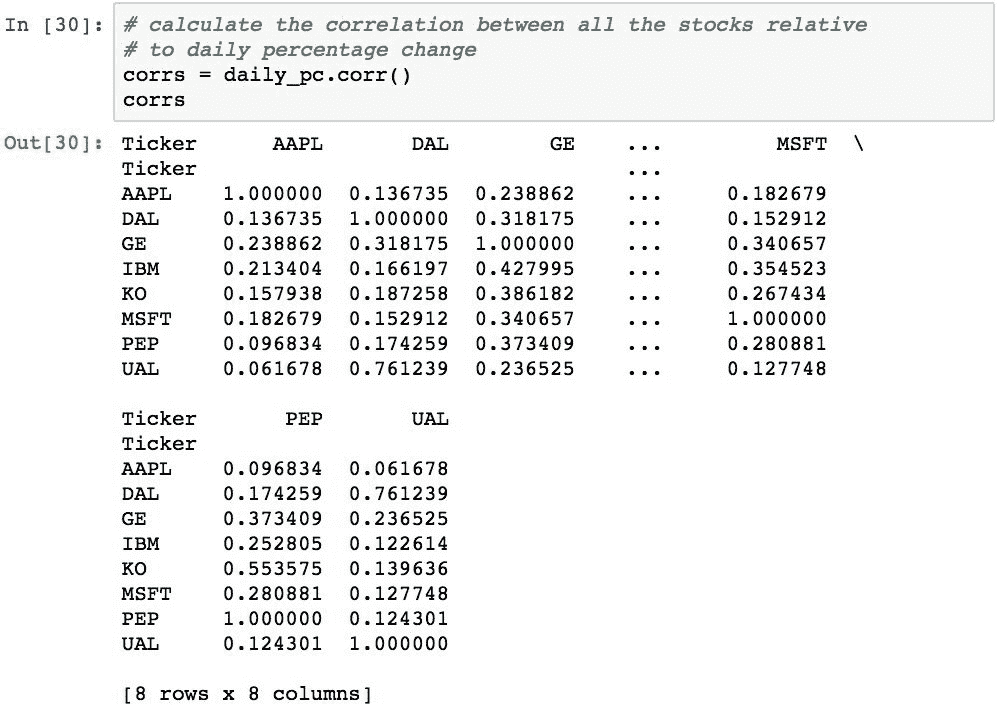 In [30]: # calculate the correlation between all the stocks relative
# to daily percentage change
corrs = daily_pc.corr()
corrs
Out[30]: Ticker AAPL DAL GE ... MSFT \
Ticker ...
AAPL 1.000000 0.136735 0.238862 ... 0.182679
DAL 0.136735 1.000000 0.318175 ... 0.152912
GE 0.238862 0.318175 1.000000 ... 0.340657
IBM 0.213404 0.166197 0.427995 ... 0.354523
KO 0.157938 0.187258 0.386182 ... 0.267434
MSFT 0.182679 0.152912 0.340657 ... 1.000000
PEP 0.096834 0.174259 0.373409 ... 0.280881
UAL 0.061678 0.761239 0.236525 ... 0.127748
Ticker PEP UAL
Ticker
AAPL 0.096834 0.061678
DAL 0.174259 0.761239
GE 0.373409 0.236525
IBM 0.252805 0.122614
KO 0.553575 0.139636
MSFT 0.280881 0.127748
PEP 1.000000 0.124301
UAL 0.124301 1.000000
[8 rows x 8 columns]